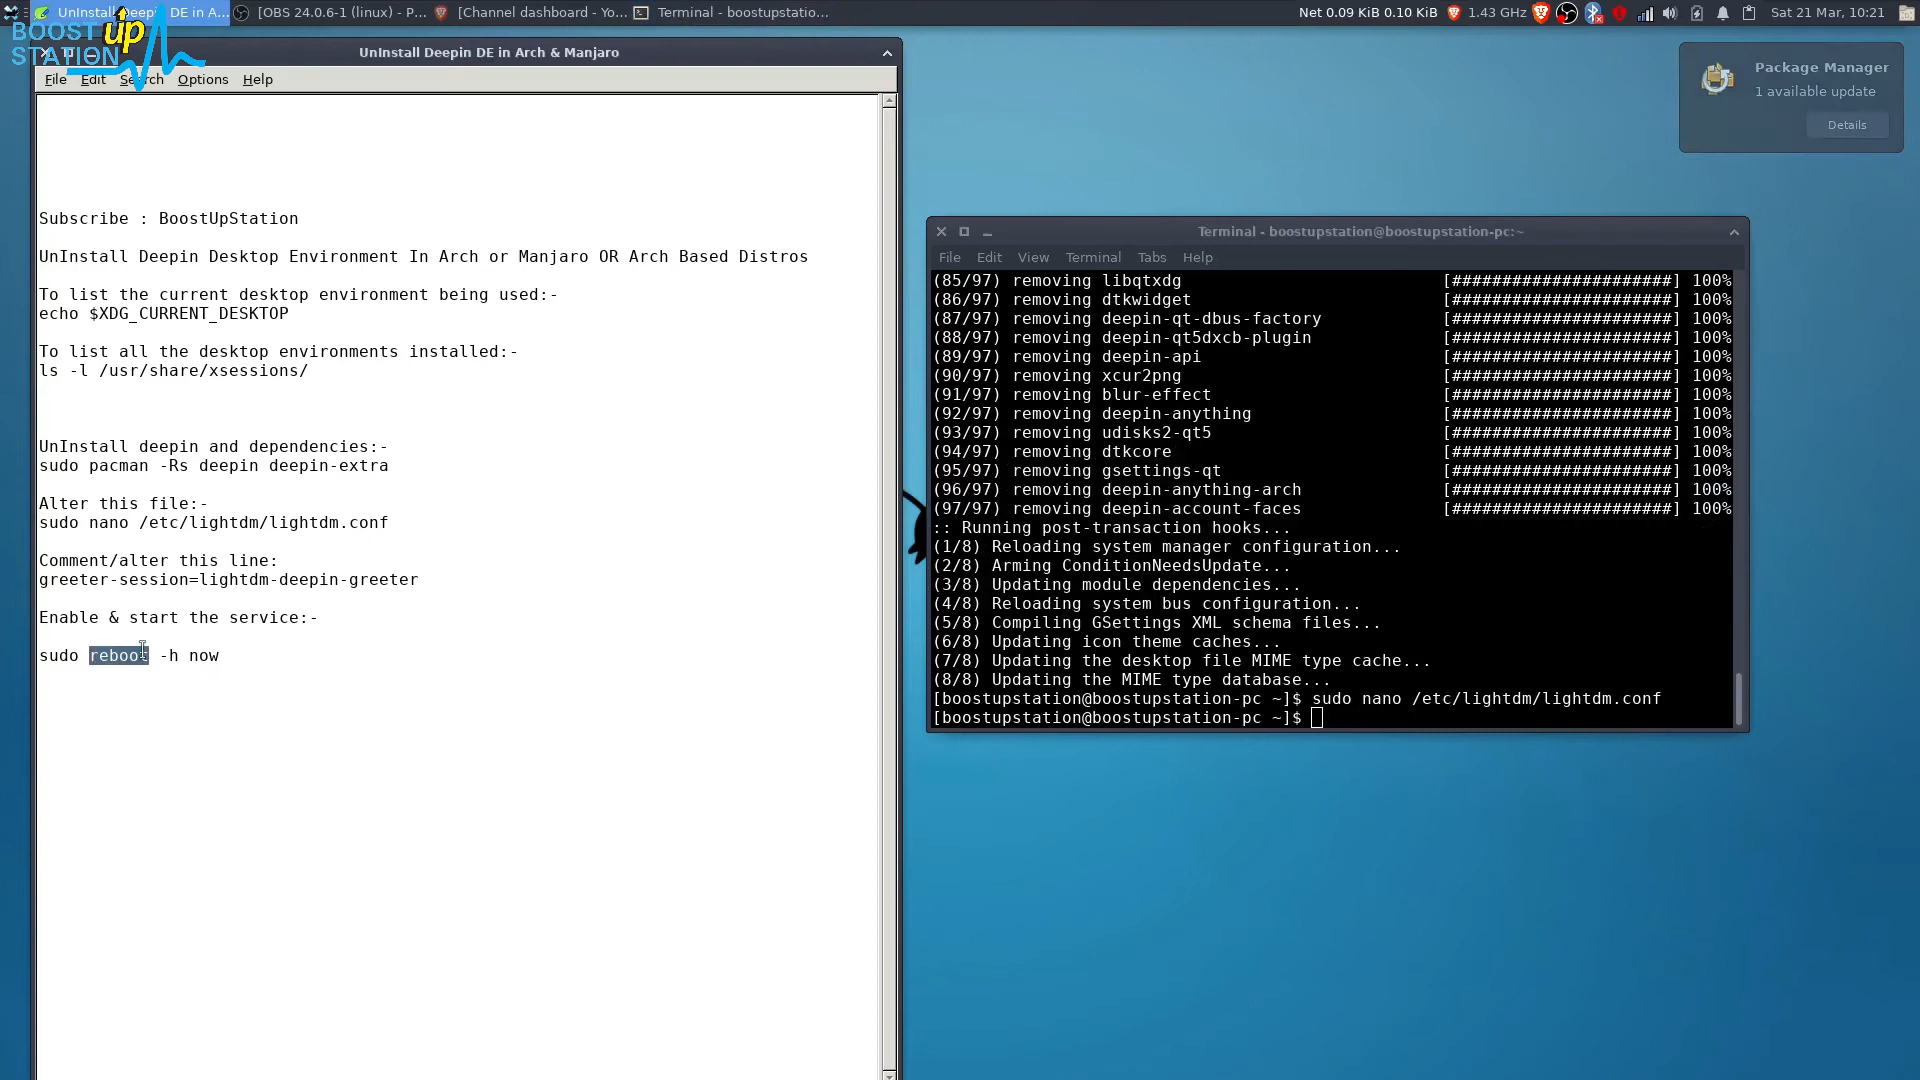 UnInstall Deepin DE in A...
[OBS 24.0.6-1 (linux) - P...
[Channel dashboard - Yo...
Terminal - boostupstatio...
Net 0.09 KiB 0.10 KiB
1.43 GHz
Sat 21 Mar, 10:21
BOOST up
STATION
UnInstall Deepin DE in Arch & Manjaro
File Edit Search Options Help
Subscribe : BoostUpStation
UnInstall Deepin Desktop Environment In Arch or Manjaro OR Arch Based Distros
To list the current desktop environment being used:-
echo $XDG_CURRENT_DESKTOP
To list all the desktop environments installed:-
ls -l /usr/share/xsessions/
UnInstall deepin and dependencies:-
sudo pacman -Rs deepin deepin-extra
Alter this file:-
sudo nano /etc/lightdm/lightdm.conf
Comment/alter this line:
greeter-session=lightdm-deepin-greeter
Enable & start the service:-
sudo reboot -h now
Package Manager
1 available update
Details
Terminal - boostupstation@boostupstation-pc:~
File Edit View Terminal Tabs Help
(85/97) removing libqtxdg [######################] 100%
(86/97) removing dtkwidget [######################] 100%
(87/97) removing deepin-qt-dbus-factory [######################] 100%
(88/97) removing deepin-qt5dxcb-plugin [######################] 100%
(89/97) removing deepin-api [######################] 100%
(90/97) removing xcur2png [######################] 100%
(91/97) removing blur-effect [######################] 100%
(92/97) removing deepin-anything [######################] 100%
(93/97) removing udisks2-qt5 [######################] 100%
(94/97) removing dtkcore [######################] 100%
(95/97) removing gsettings-qt [######################] 100%
(96/97) removing deepin-anything-arch [######################] 100%
(97/97) removing deepin-account-faces [######################] 100%
:: Running post-transaction hooks...
(1/8) Reloading system manager configuration...
(2/8) Arming ConditionNeedsUpdate...
(3/8) Updating module dependencies...
(4/8) Reloading system bus configuration...
(5/8) Compiling GSettings XML schema files...
(6/8) Updating icon theme caches...
(7/8) Updating the desktop file MIME type cache...
(8/8) Updating the MIME type database...
[boostupstation@boostupstation-pc ~]$ sudo nano /etc/lightdm/lightdm.conf
[boostupstation@boostupstation-pc ~]$